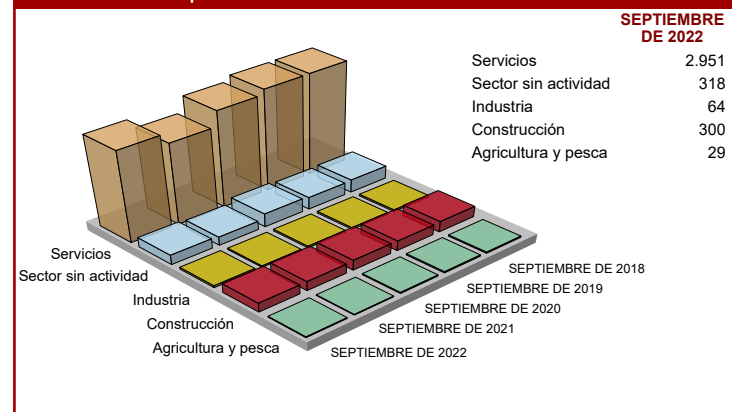 SEPTIEMBRE
DE 2022
Servicios 2.951
Sector sin actividad 318
Industria 64
Construcción 300
Agricultura y pesca 29
Servicios
Sector sin actividad
Industria
Construcción
Agricultura y pesca
SEPTIEMBRE DE 2018
SEPTIEMBRE DE 2019
SEPTIEMBRE DE 2020
SEPTIEMBRE DE 2021
SEPTIEMBRE DE 2022